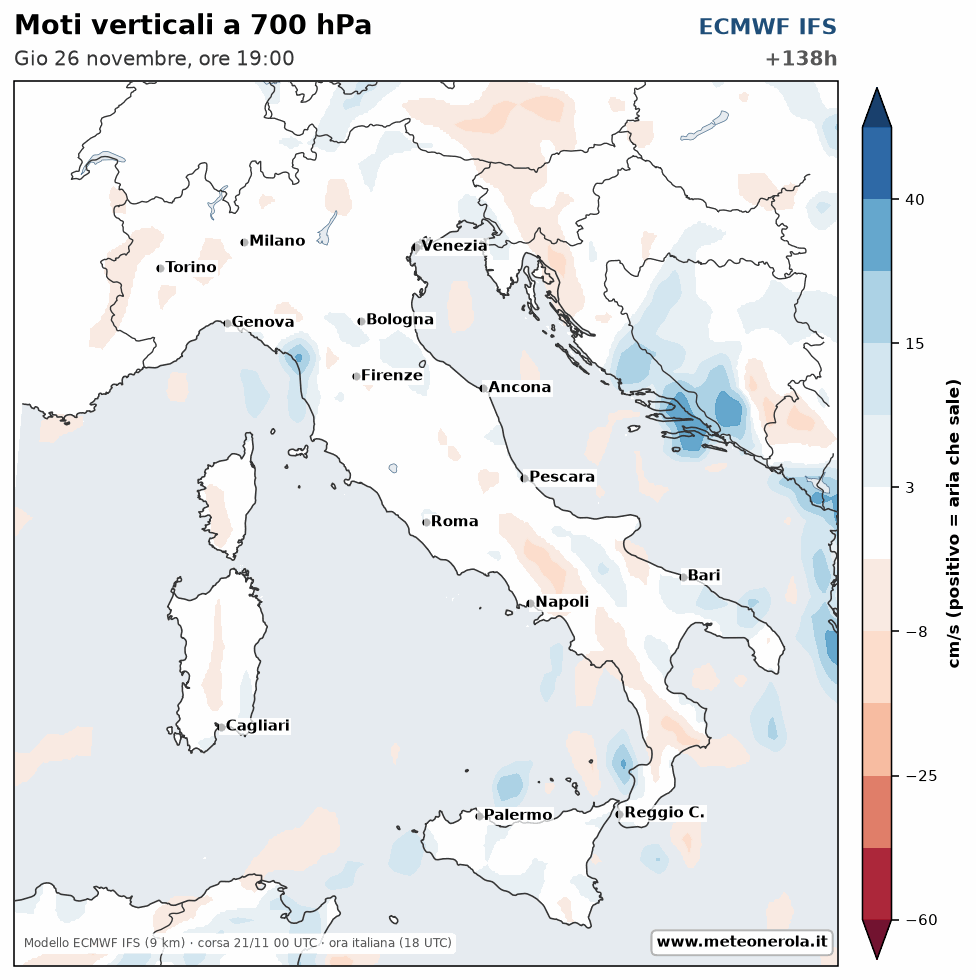 Moti verticali a 700 hPa
ECMWF IFS
Gio 26 novembre, ore 19:00
+138h
Milano
Venezia
Torino
Genova
Bologna
Firenze
Ancona
Pescara
Roma
Bari
Napoli
Cagliari
Palermo
Reggio C.
40
15
3
−8
−25
−60
cm/s (positivo = aria che sale)
Modello ECMWF IFS (9 km) · corsa 21/11 00 UTC · ora italiana (18 UTC)
www.meteonerola.it